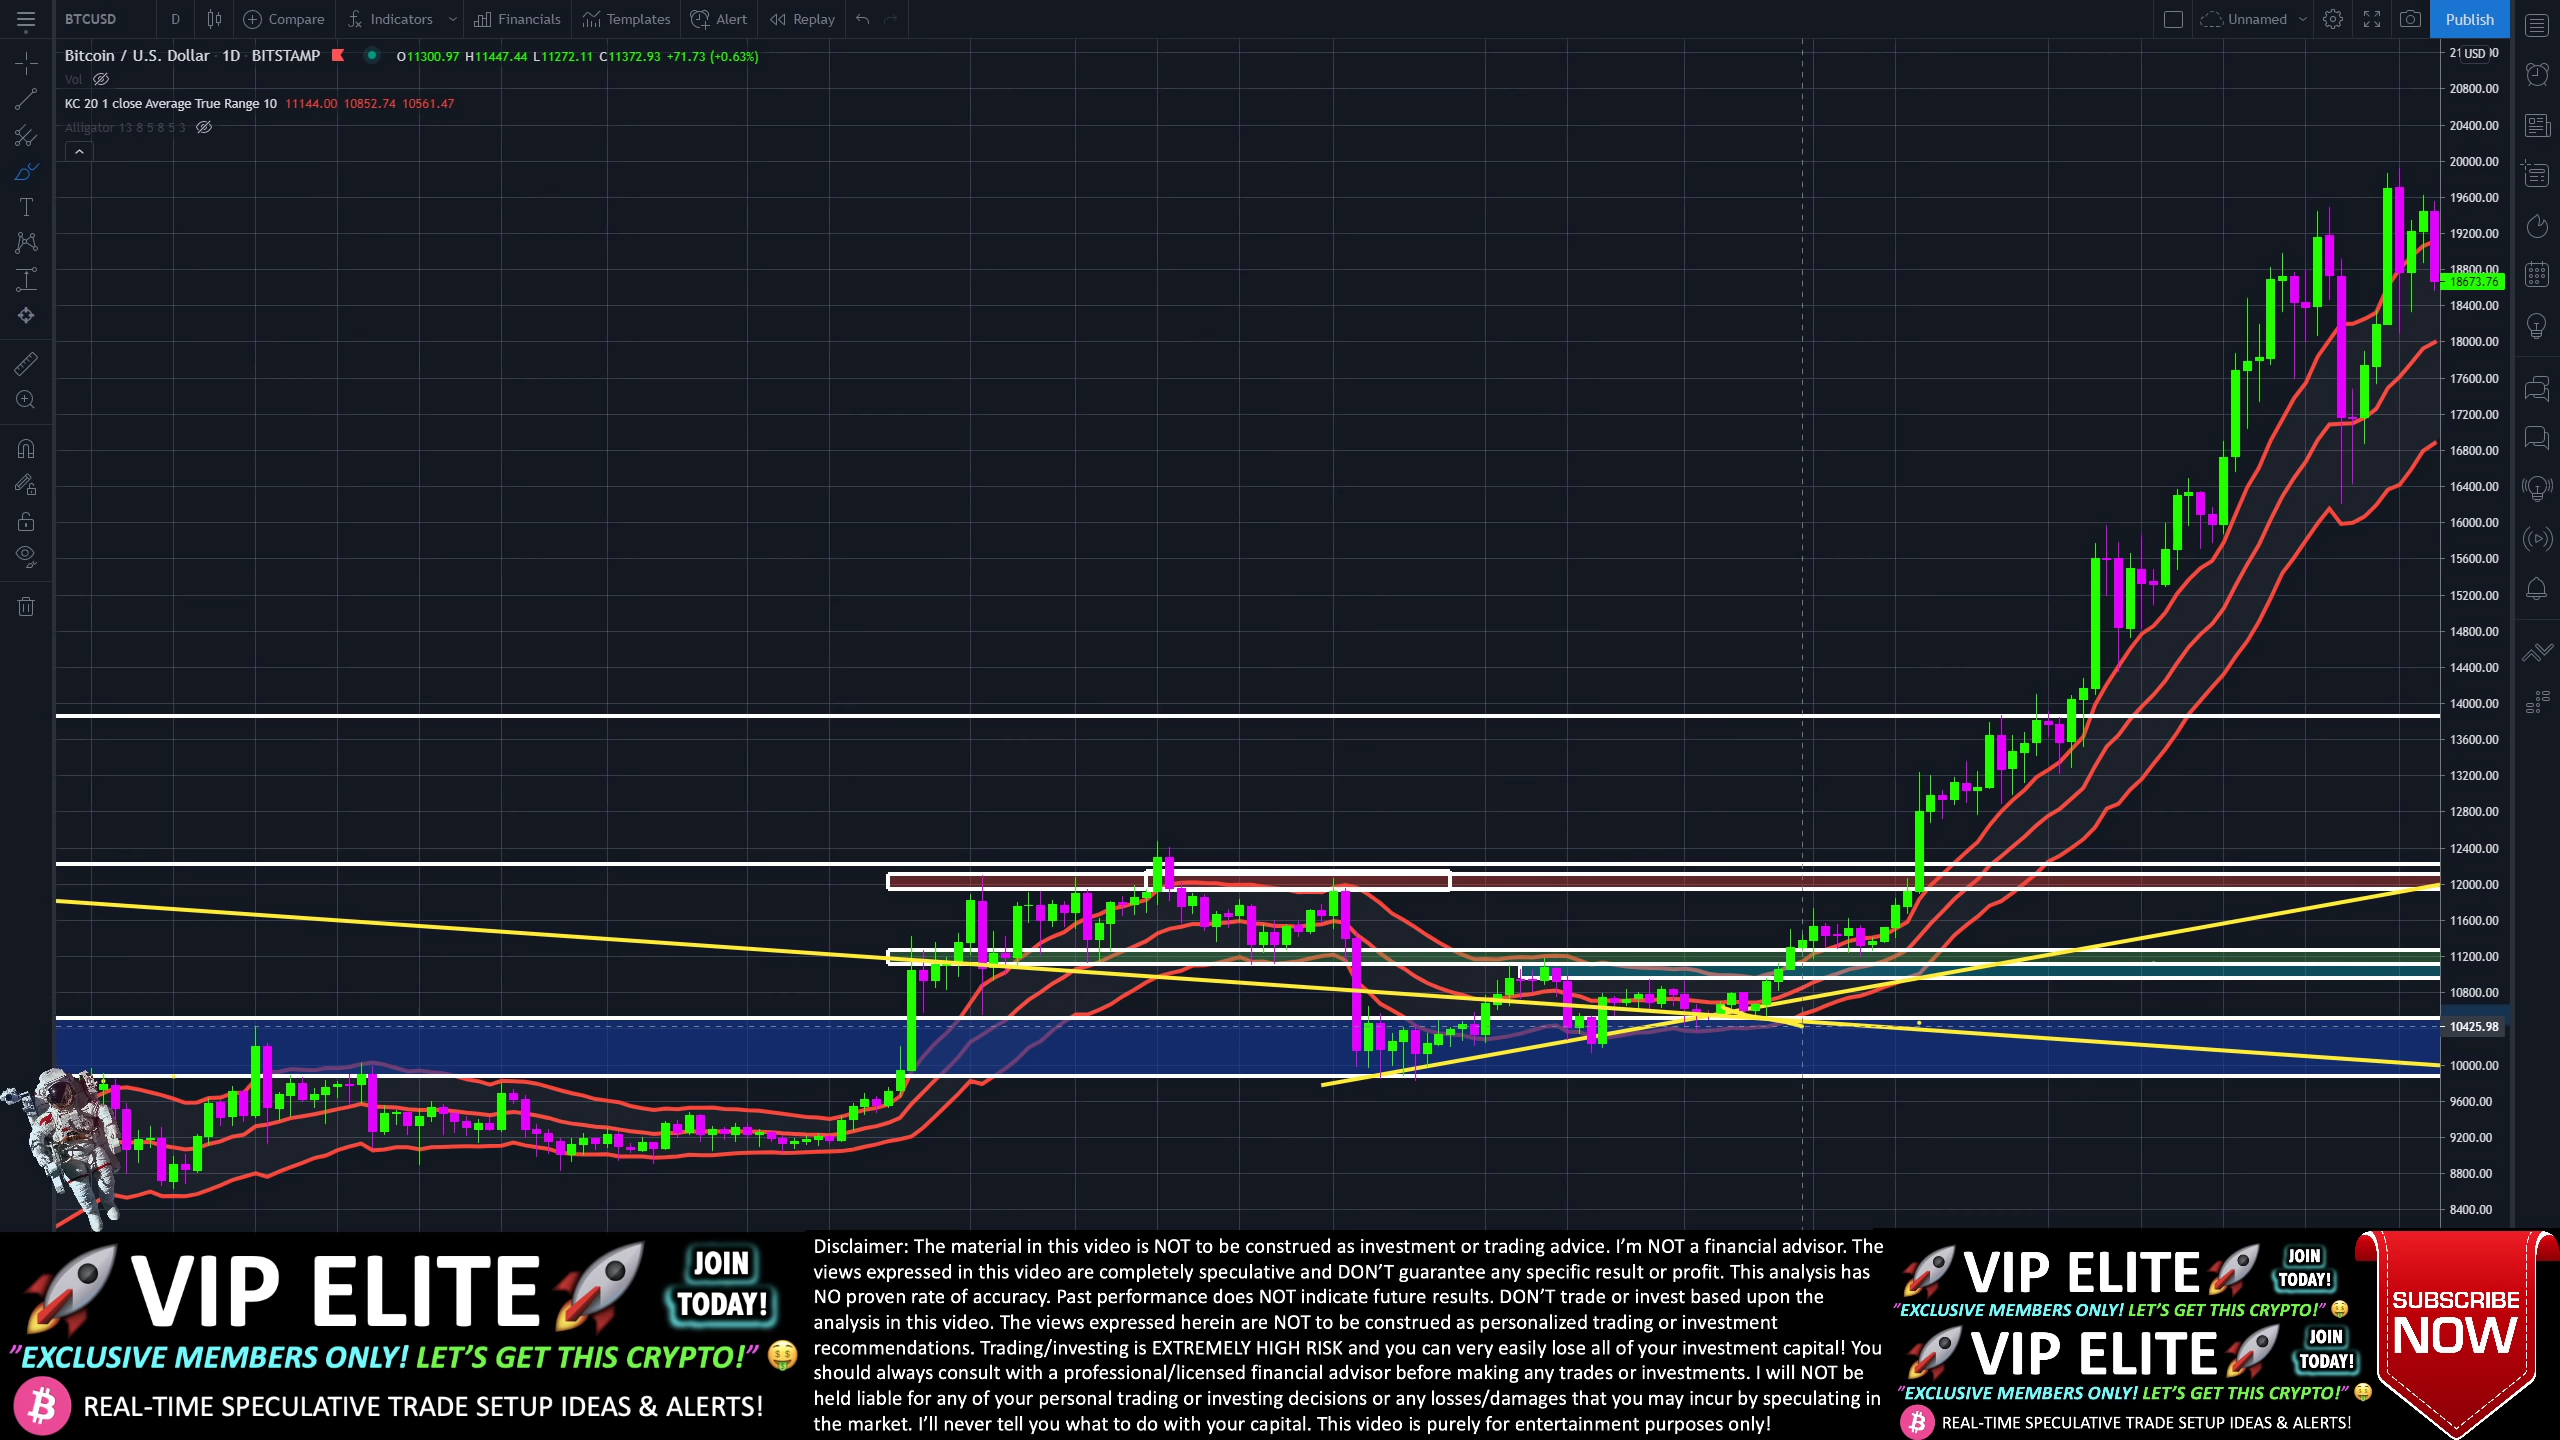 BTCUSD D Compare Indicators Financials Templates Alert Replay Unnamed Publish
Bitcoin / U.S. Dollar 1D BITSTAMP O11300.97 H11447.44 L11272.11 C11372.93 +71.73 (+0.63%)
Vol
KC 20 1 close Average True Range 10 11144.00 10852.74 10561.47
Alligator 13 8 5 8 5 3
USD
20800.00
20400.00
20000.00
19600.00
19200.00
18800.00
18673.76
18400.00
18000.00
17600.00
17200.00
16800.00
16400.00
16000.00
15600.00
15200.00
14800.00
14400.00
14000.00
13600.00
13200.00
12800.00
12400.00
12000.00
11600.00
11200.00
10800.00
10425.98
10000.00
9600.00
9200.00
8800.00
8400.00
VIP ELITE JOIN TODAY!
"EXCLUSIVE MEMBERS ONLY! LET'S GET THIS CRYPTO!"
REAL-TIME SPECULATIVE TRADE SETUP IDEAS & ALERTS!
Disclaimer: The material in this video is NOT to be construed as investment or trading advice. I'm NOT a financial advisor. The
views expressed in this video are completely speculative and DON'T guarantee any specific result or profit. This analysis has
NO proven rate of accuracy. Past performance does NOT indicate future results. DON'T trade or invest based upon the
analysis in this video. The views expressed herein are NOT to be construed as personalized trading or investment
recommendations. Trading/investing is EXTREMELY HIGH RISK and you can very easily lose all of your investment capital! You
should always consult with a professional/licensed financial advisor before making any trades or investments. I will NOT be
held liable for any of your personal trading or investing decisions or any losses/damages that you may incur by speculating in
the market. I'll never tell you what to do with your capital. This video is purely for entertainment purposes only!
VIP ELITE JOIN TODAY!
"EXCLUSIVE MEMBERS ONLY! LET'S GET THIS CRYPTO!"
VIP ELITE JOIN TODAY!
"EXCLUSIVE MEMBERS ONLY! LET'S GET THIS CRYPTO!"
REAL-TIME SPECULATIVE TRADE SETUP IDEAS & ALERTS!
SUBSCRIBE
NOW